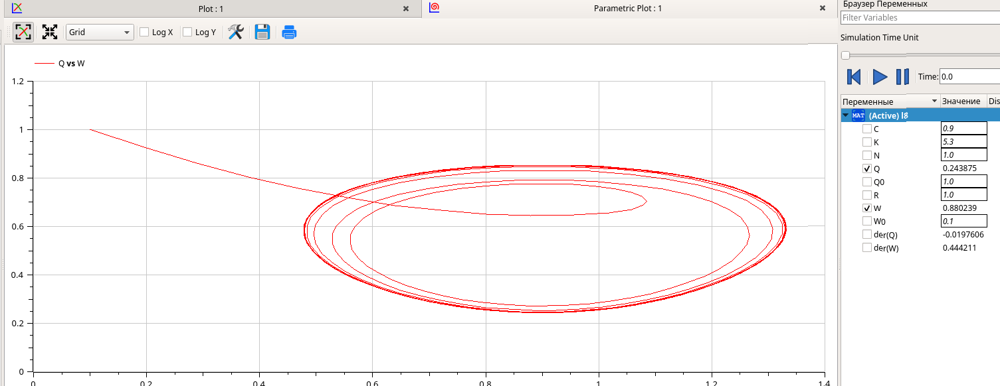 Plot : 1
Parametric Plot : 1
Браузер Переменных
Grid
Log X
Log Y
Filter Variables
Simulation Time Unit
Q vs W
Time: 0.0
Переменные Значение Dis
MAT (Active) l8
C 0.9
K 5.3
N 1.0
Q 0.243875
Q0 1.0
R 1.0
W 0.880239
W0 0.1
der(Q) -0.0197606
der(W) 0.444211
1.2
1
0.8
0.6
0.4
0.2
0
0 0.2 0.4 0.6 0.8 1 1.2 1.4